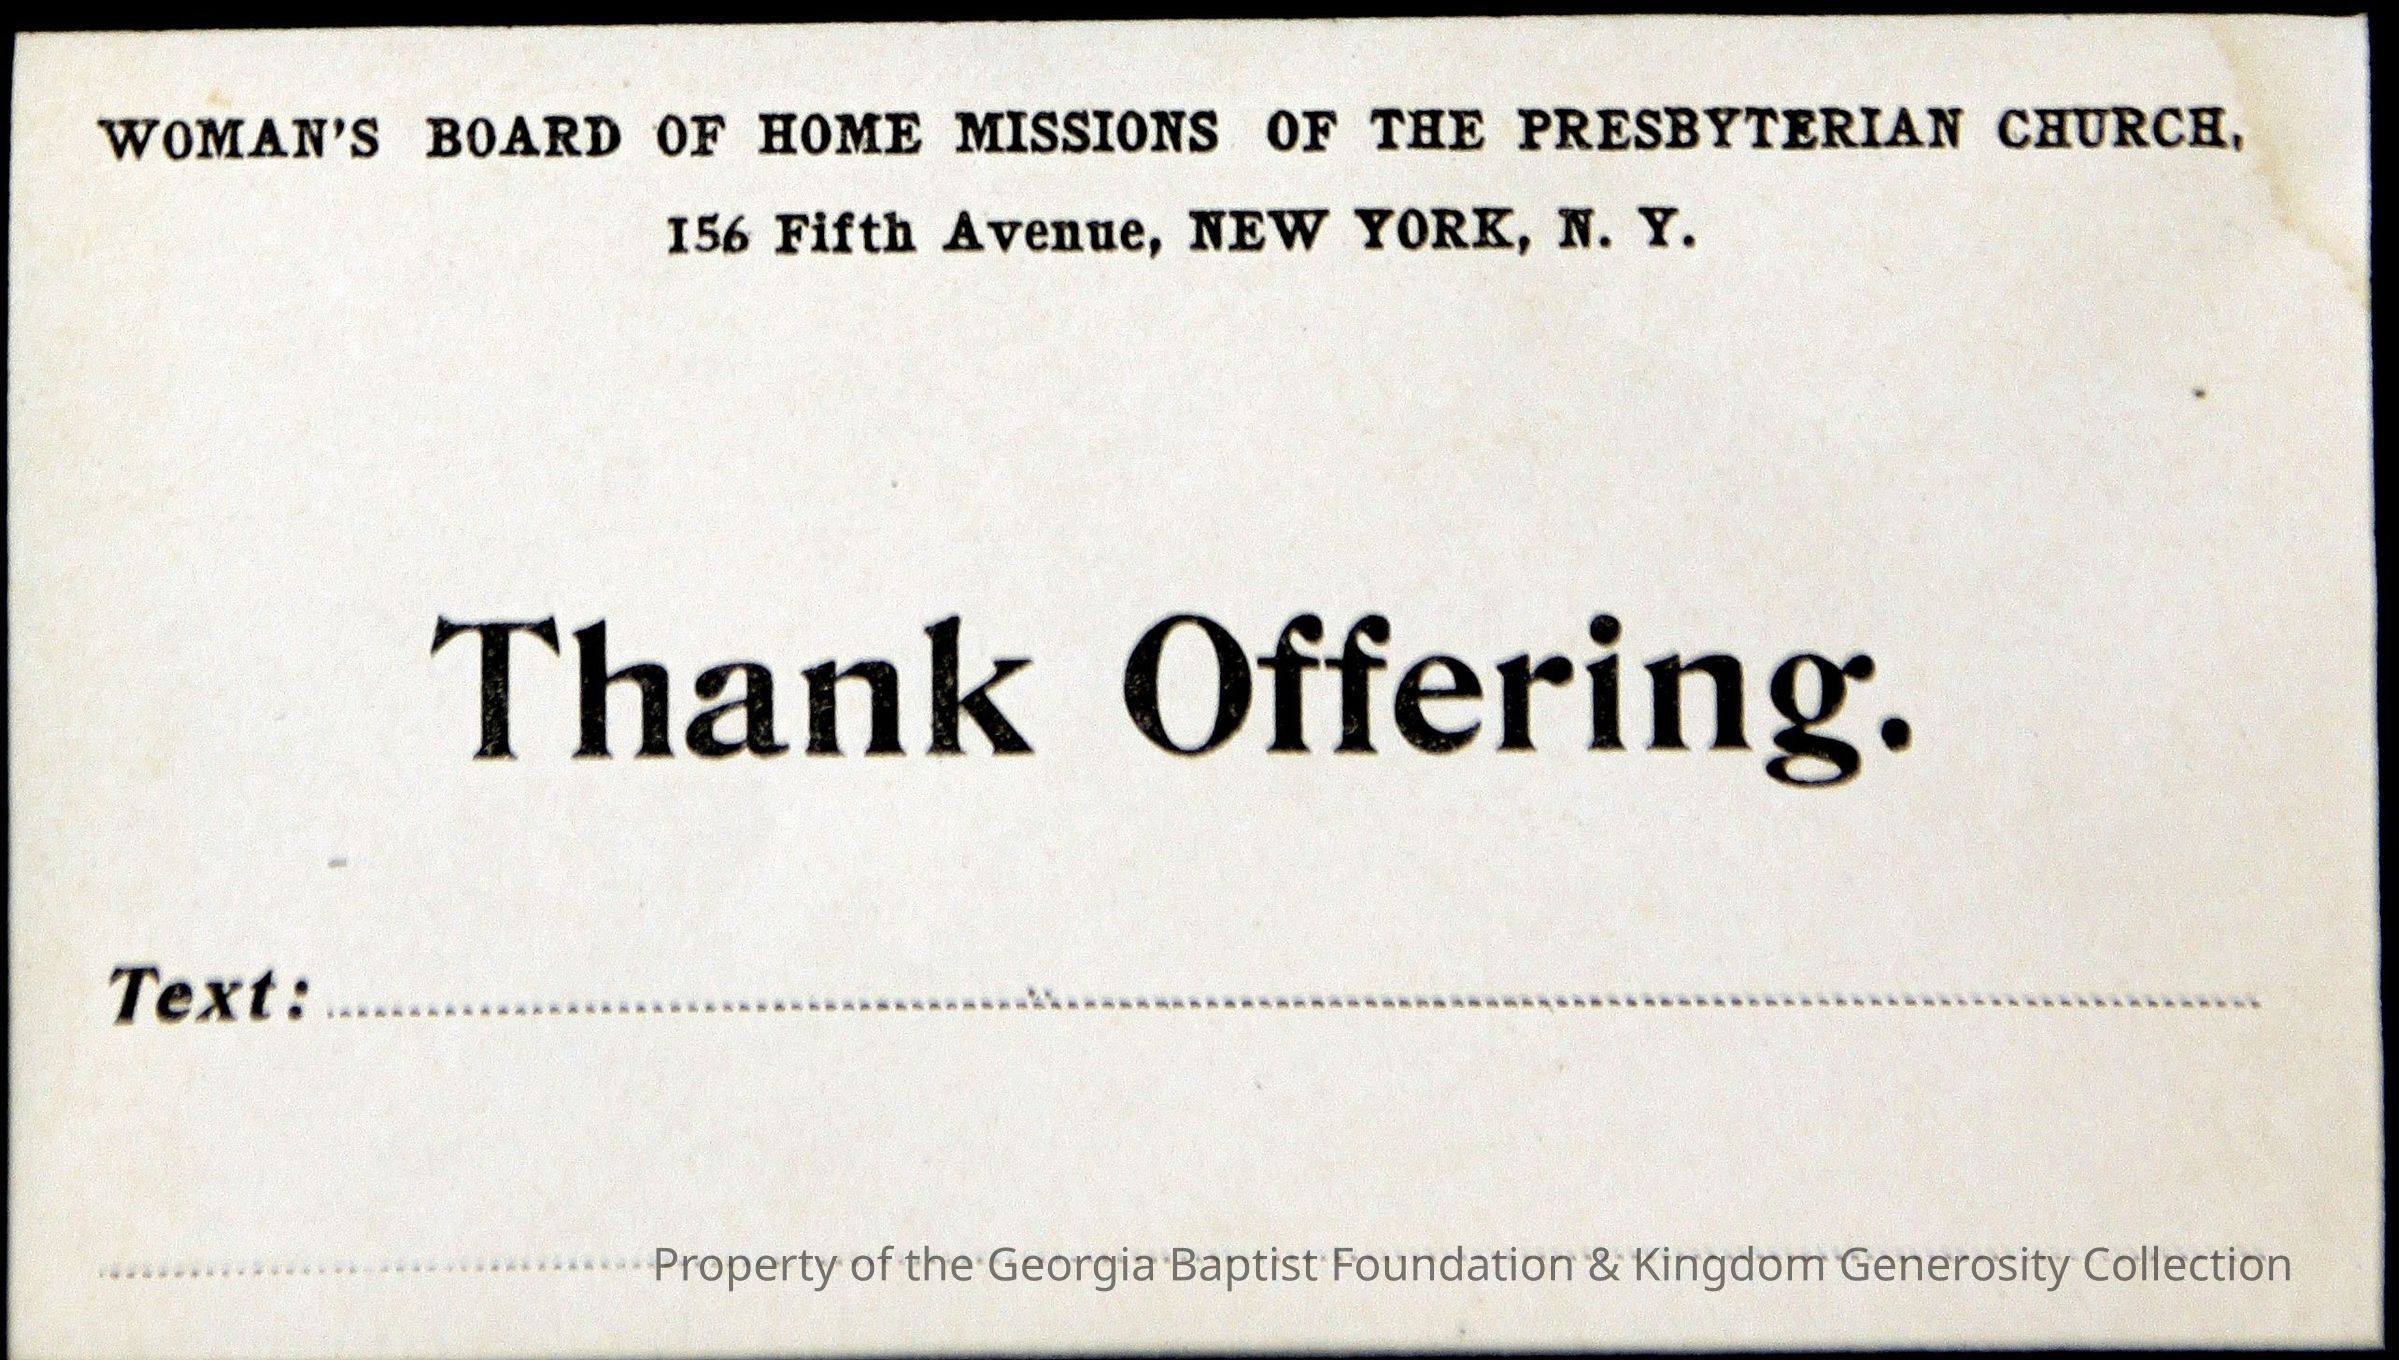 WOMAN'S BOARD OF HOME MISSIONS OF THE PRESBYTERIAN CHURCH,
156 Fifth Avenue, NEW YORK, N. Y.
Thank Offering.
Text:
Property of the Georgia Baptist Foundation & Kingdom Generosity Collection